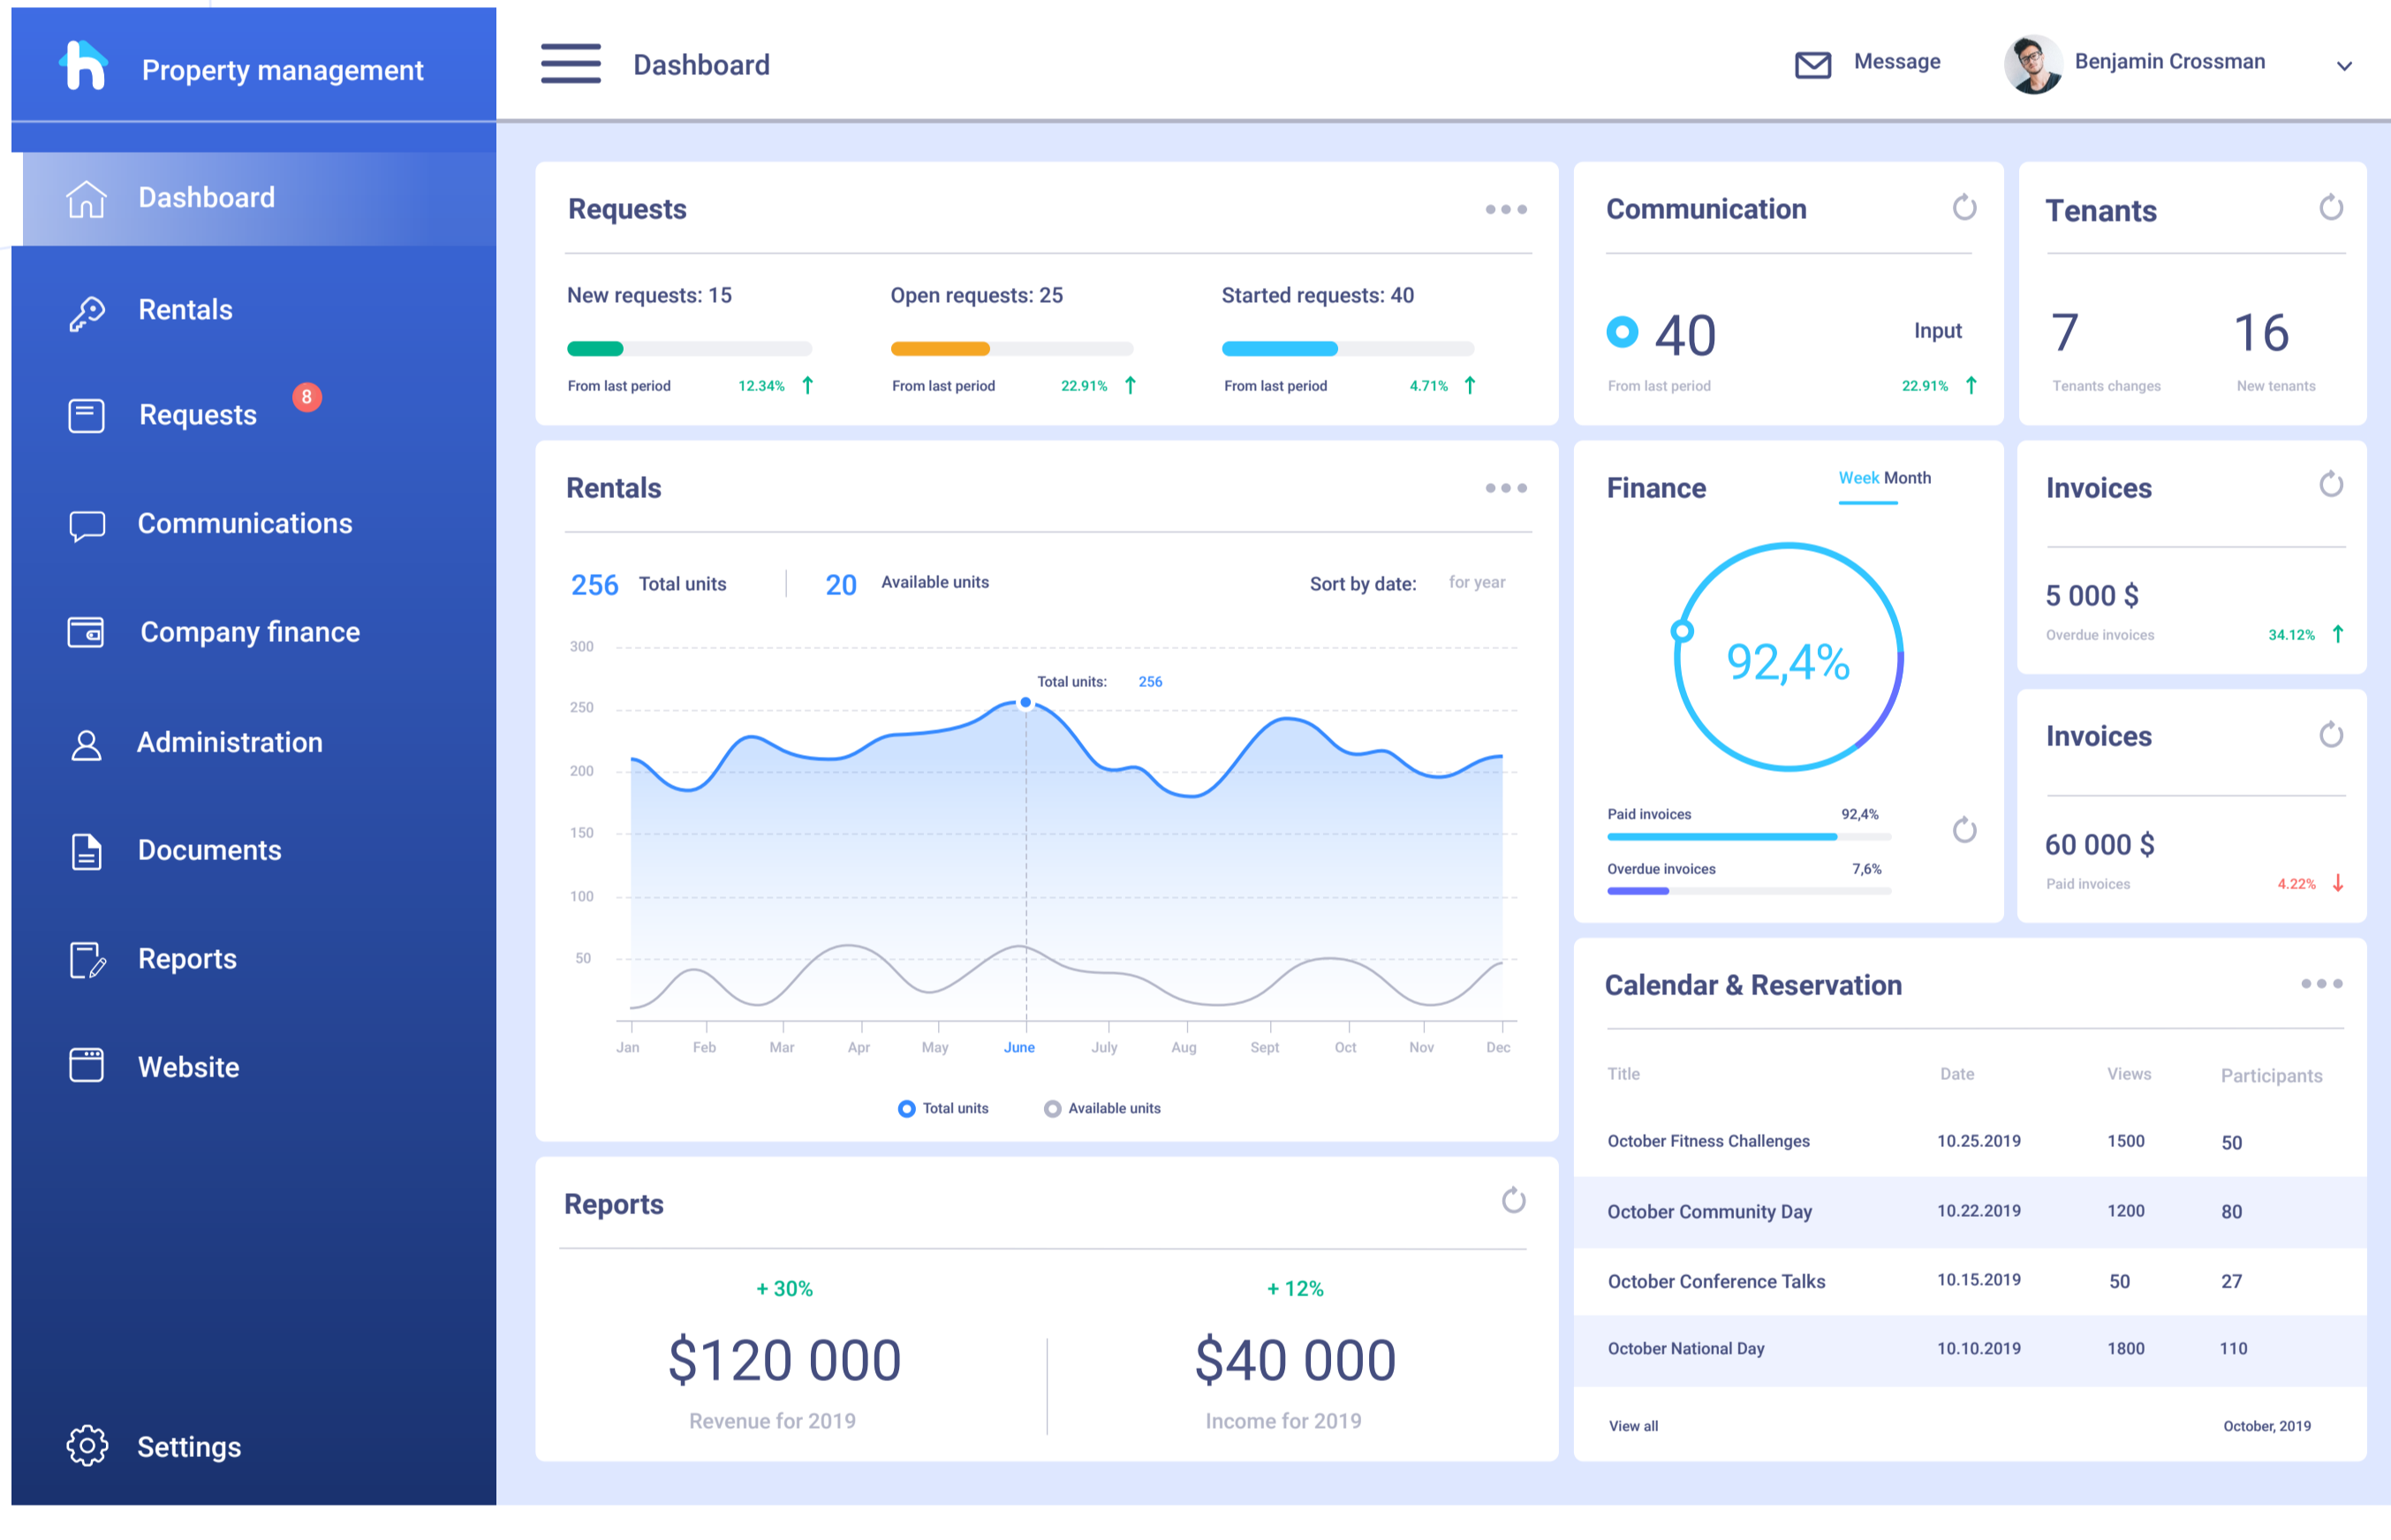 Property management
Dashboard
Rentals
Requests
8
Communications
Company finance
Administration
Documents
Reports
Website
Settings
Dashboard
Message
Benjamin Crossman
Requests
New requests: 15
From last period 12.34%
Open requests: 25
From last period 22.91%
Started requests: 40
From last period 4.71%
Communication
40 Input
From last period 22.91%
Tenants
7 16
Tenants changes New tenants
Rentals
256 Total units 20 Available units Sort by date: for year
Total units: 256
300
250
200
150
100
50
Jan Feb Mar Apr May June July Aug Sept Oct Nov Dec
Total units Available units
Finance
Week Month
92,4%
Paid invoices 92,4%
Overdue invoices 7,6%
Invoices
5 000 $
Overdue invoices 34.12%
Invoices
60 000 $
Paid invoices 4.22%
Reports
+ 30% + 12%
$120 000 $40 000
Revenue for 2019 Income for 2019
Calendar & Reservation
Title Date Views Participants
October Fitness Challenges 10.25.2019 1500 50
October Community Day 10.22.2019 1200 80
October Conference Talks 10.15.2019 50 27
October National Day 10.10.2019 1800 110
View all October, 2019